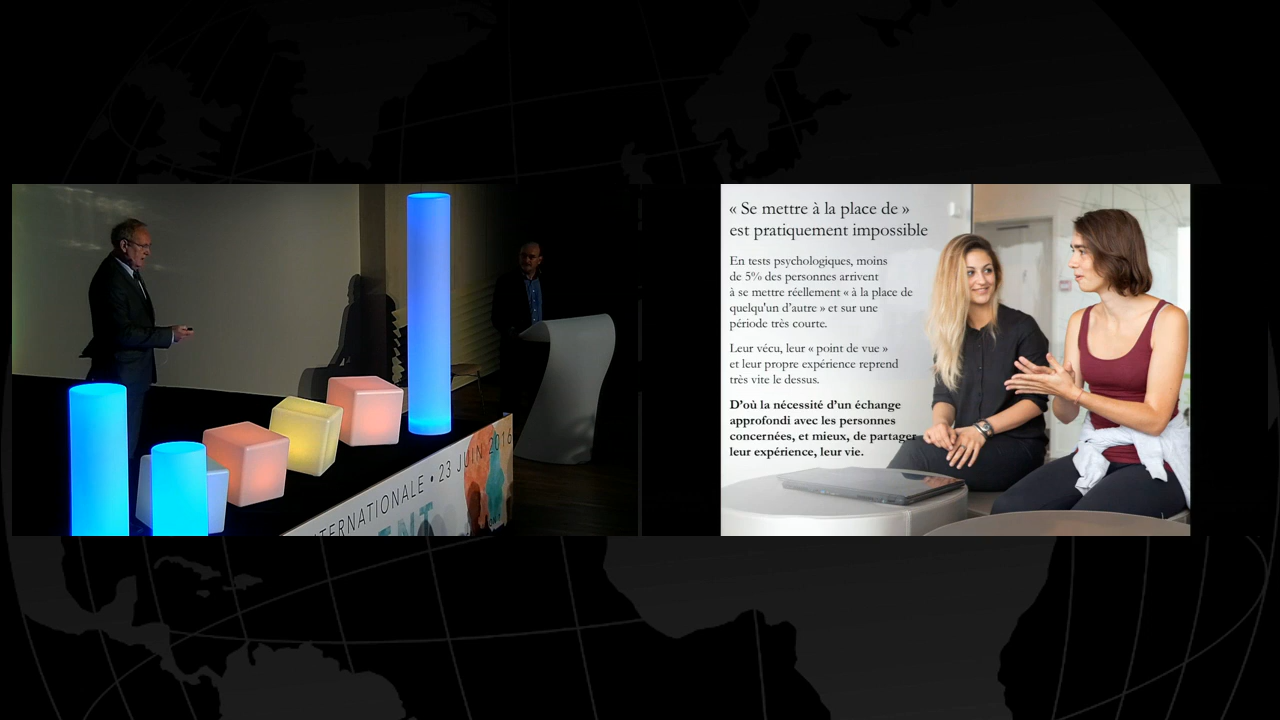 INTERNATIONALE • 23 JUIN 2016
« Se mettre à la place de »
est pratiquement impossible
En tests psychologiques, moins
de 5% des personnes arrivent
à se mettre réellement « à la place de
quelqu'un d'autre » et sur une
période très courte.
Leur vécu, leur « point de vue »
et leur propre expérience reprend
très vite le dessus.
D'où la nécessité d'un échange
approfondi avec les personnes
concernées, et mieux, de partager
leur expérience, leur vie.